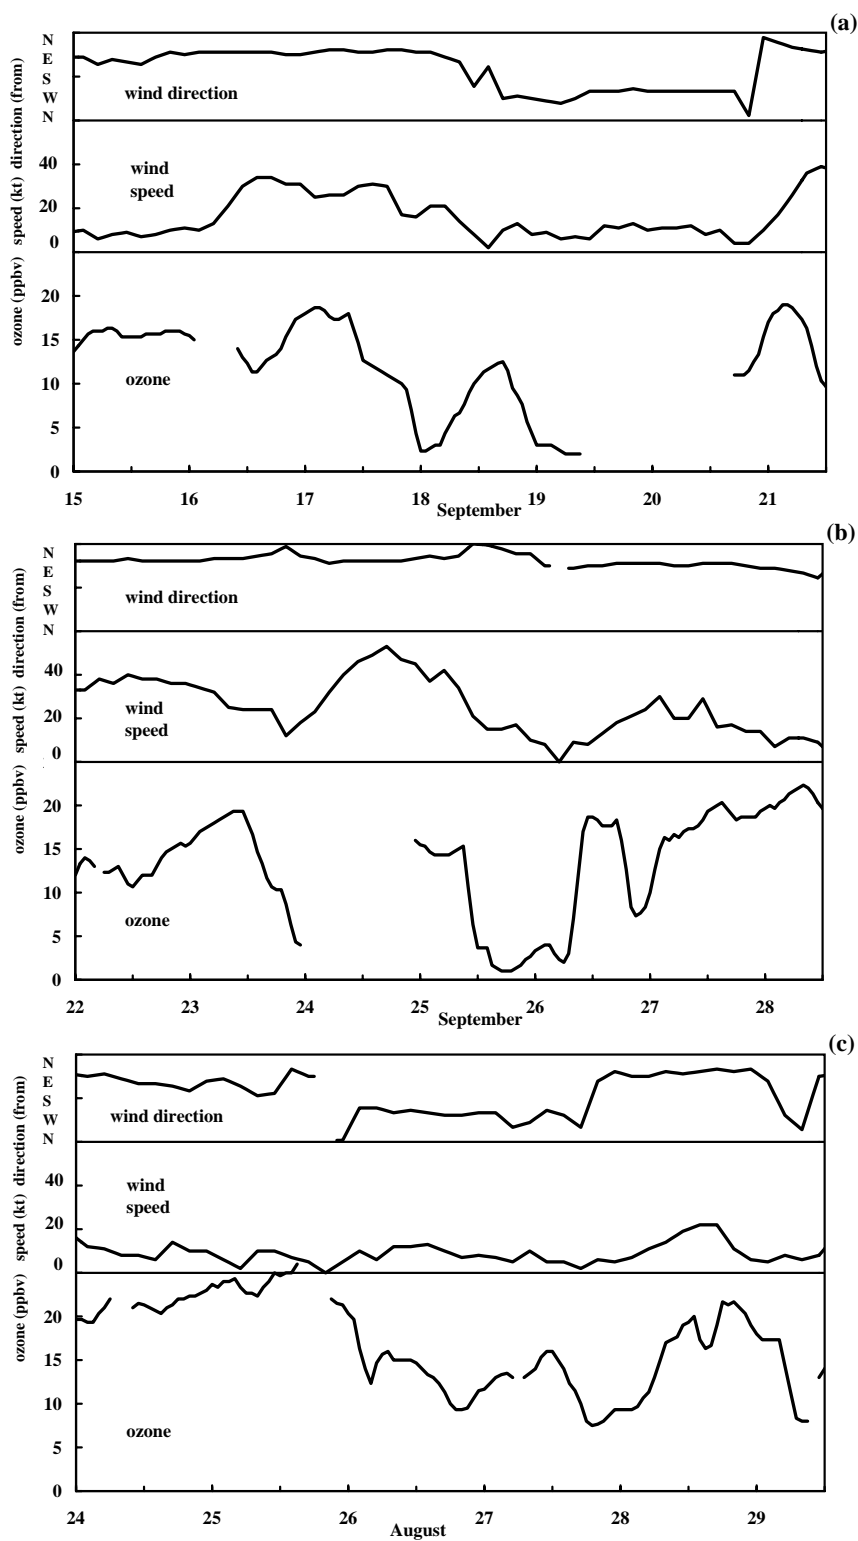 (a)
N
E
S
W
N
direction (from)
wind direction
40
20
0
speed (kt)
wind
speed
20
15
10
5
0
ozone (ppbv)
ozone
15 16 17 18 19 20 21
September
(b)
N
E
S
W
N
direction (from)
wind direction
40
20
0
speed (kt)
wind
speed
20
15
10
5
0
ozone (ppbv)
ozone
22 23 24 25 26 27 28
September
(c)
N
E
S
W
N
direction (from)
wind direction
40
20
0
speed (kt)
wind
speed
20
15
10
5
0
ozone (ppbv)
ozone
24 25 26 27 28 29
August